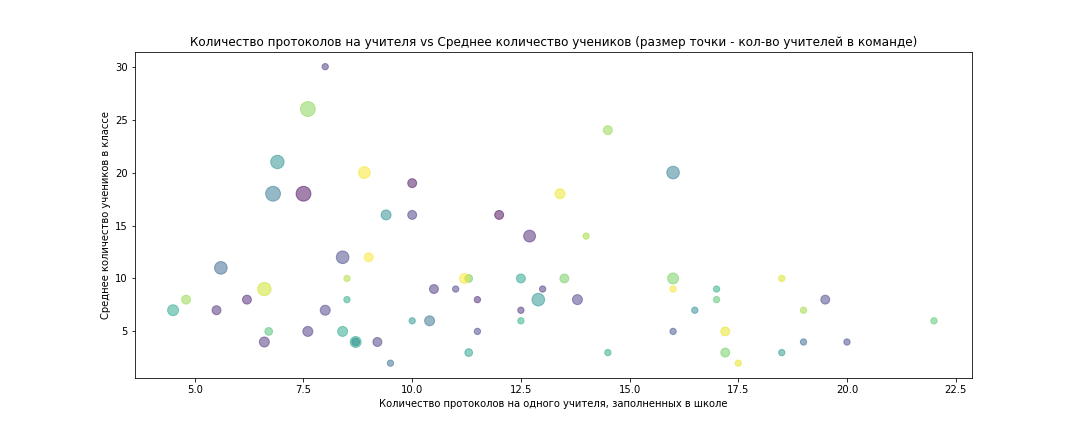 Количество протоколов на учителя vs Среднее количество учеников (размер точки - кол-во учителей в команде)
Среднее количество учеников в классе
30
25
20
15
10
5
5.0 7.5 10.0 12.5 15.0 17.5 20.0 22.5
Количество протоколов на одного учителя, заполненных в школе